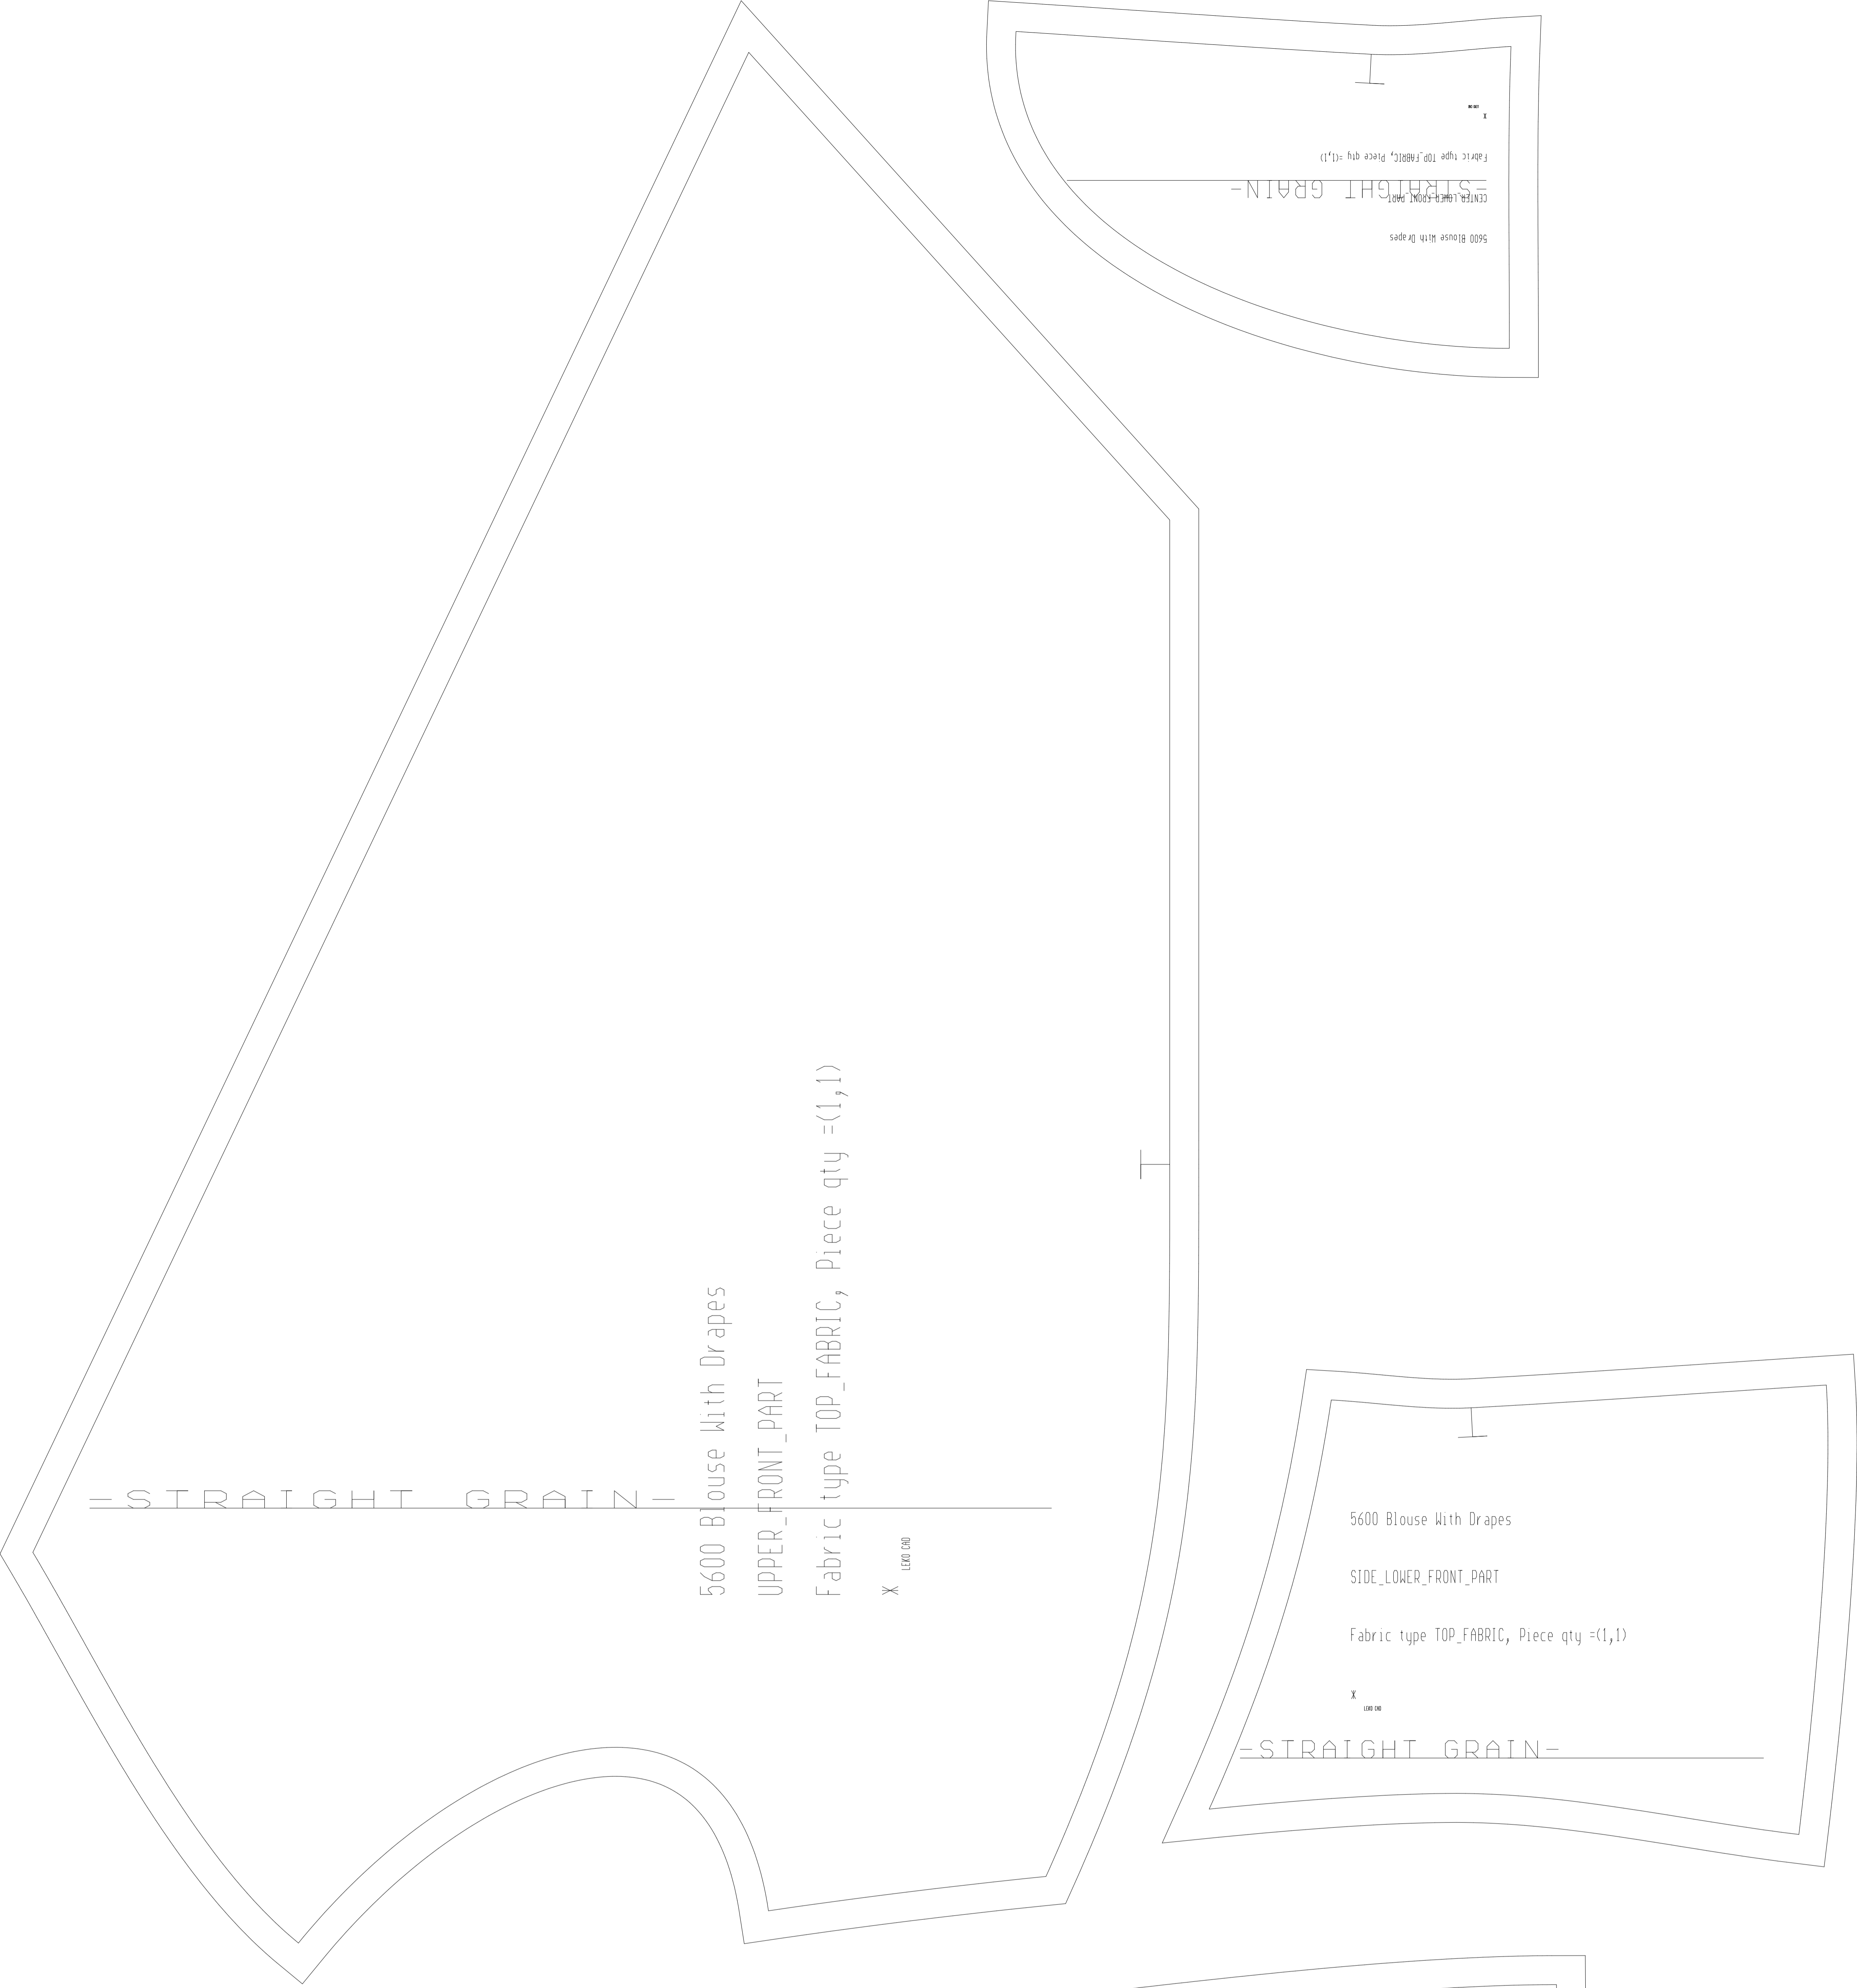 LEKO CAD
Fabric type TOP_FABRIC, Piece qty =(1,1)
-STRAIGHT GRAIN-
CENTER_LOWER_FRONT_PART
5600 Blouse With Drapes
5600 Blouse With Drapes
UPPER_FRONT_PART
Fabric type TOP_FABRIC, Piece qty =(1,1)
LEKO CAD
-STRAIGHT GRAIN-
5600 Blouse With Drapes
SIDE_LOWER_FRONT_PART
Fabric type TOP_FABRIC, Piece qty =(1,1)
LEKO CAD
-STRAIGHT GRAIN-